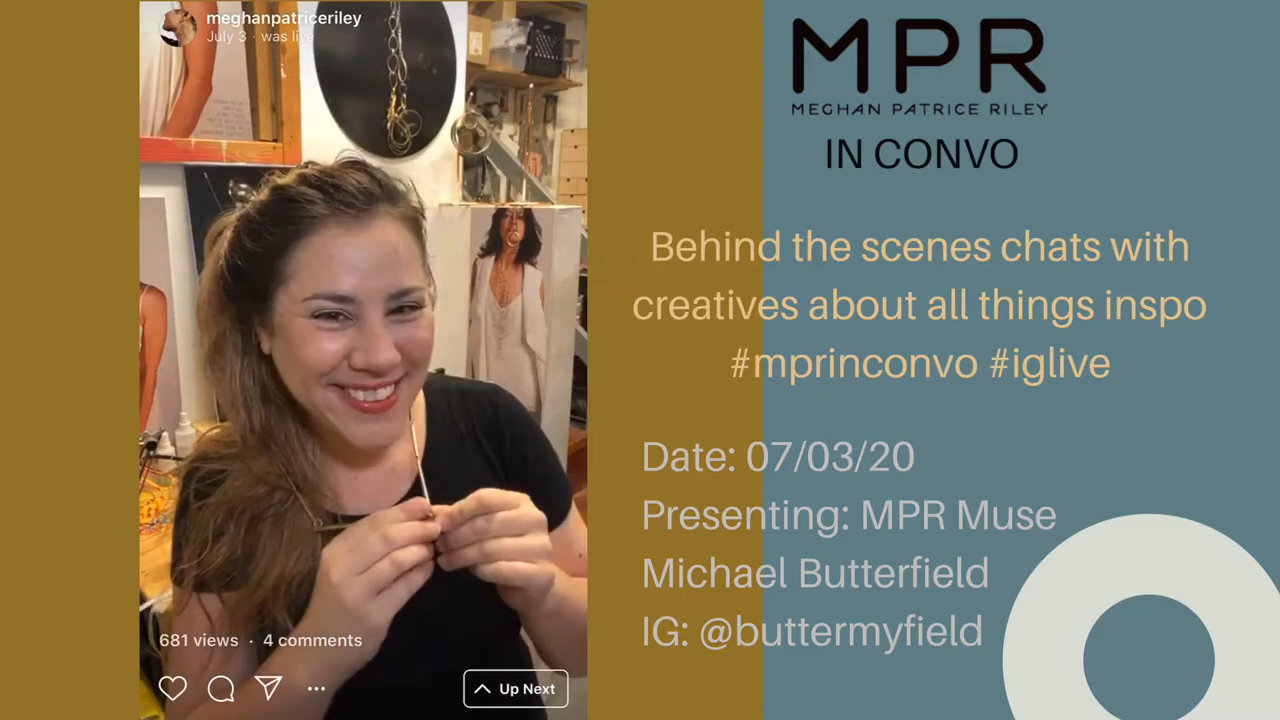 meghanpatriceriley
July 3 · was live
681 views · 4 comments
Up Next
MPR
MEGHAN PATRICE RILEY
IN CONVO
Behind the scenes chats with
creatives about all things inspo
#mprinconvo #iglive
Date: 07/03/20
Presenting: MPR Muse
Michael Butterfield
IG: @buttermyfield